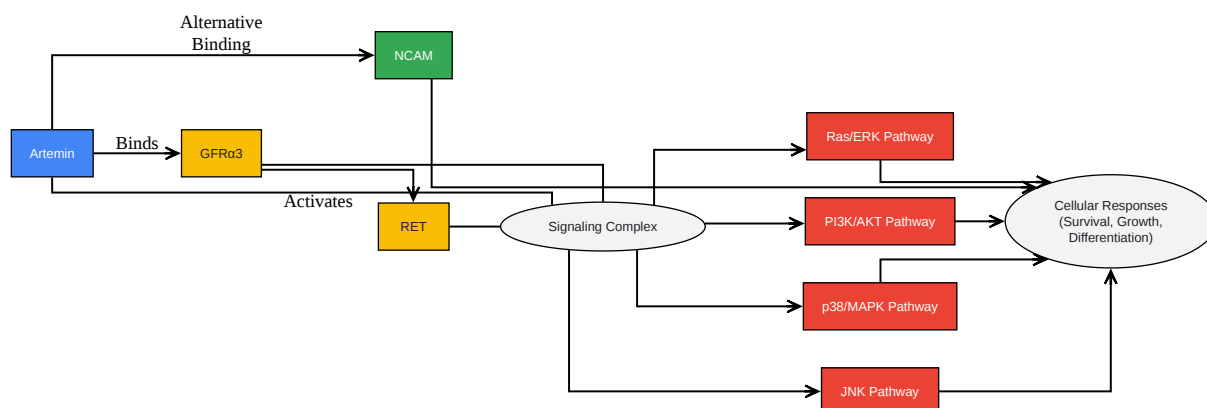 Alternative
Binding
NCAM
Artemin
Binds
GFRα3
Activates
RET
Signaling Complex
Ras/ERK Pathway
PI3K/AKT Pathway
p38/MAPK Pathway
JNK Pathway
Cellular Responses
(Survival, Growth,
Differentiation)